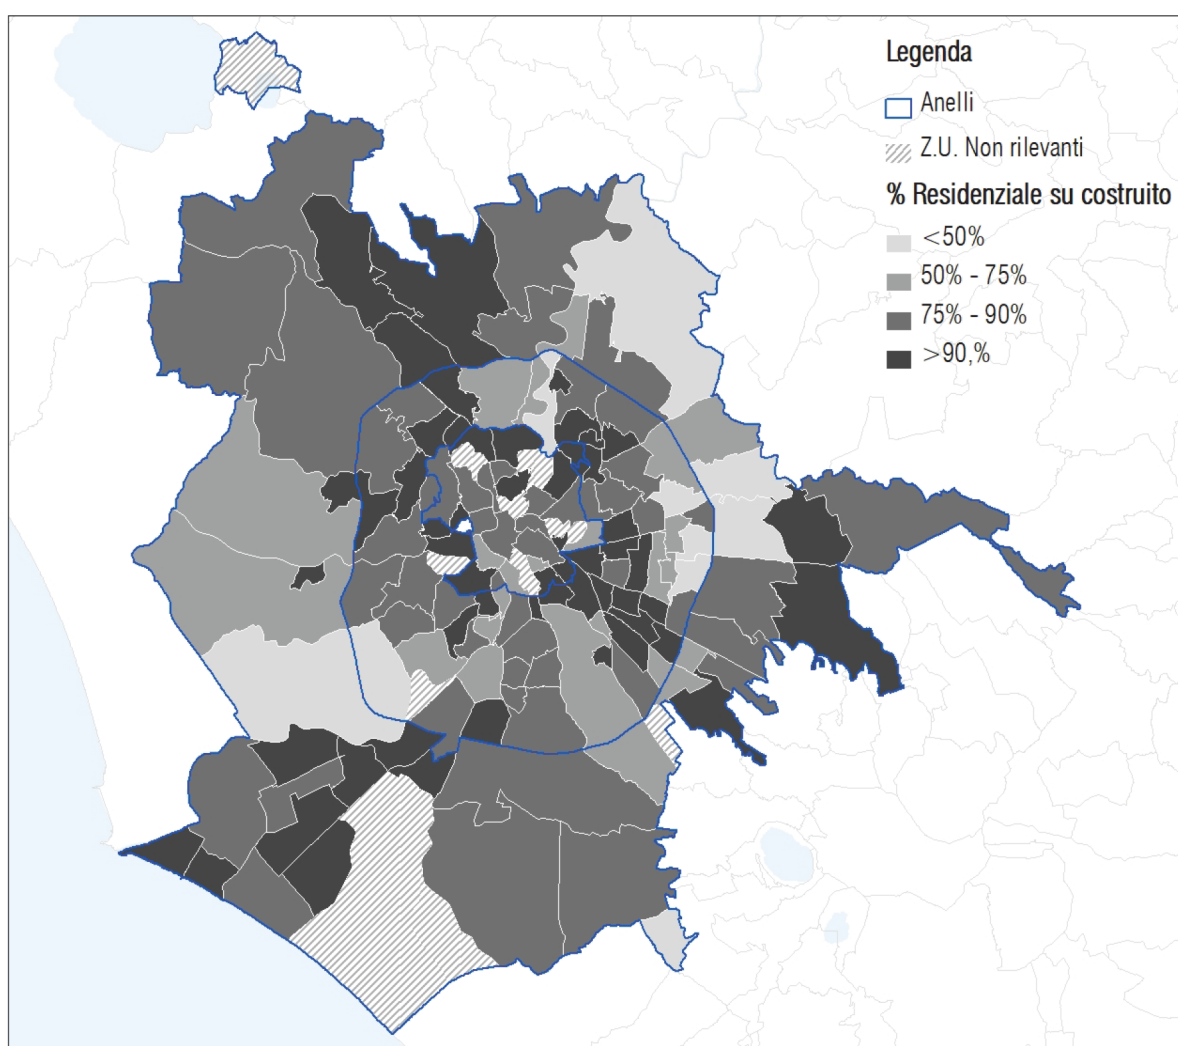 Legenda
Anelli
Z.U. Non rilevanti
% Residenziale su costruito
<50%
50% - 75%
75% - 90%
>90,%